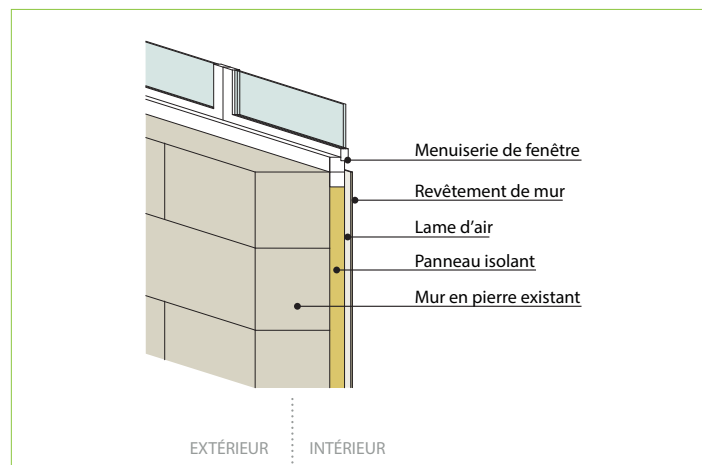 Menuiserie de fenêtre
Revêtement de mur
Lame d’air
Panneau isolant
Mur en pierre existant
EXTÉRIEUR INTÉRIEUR